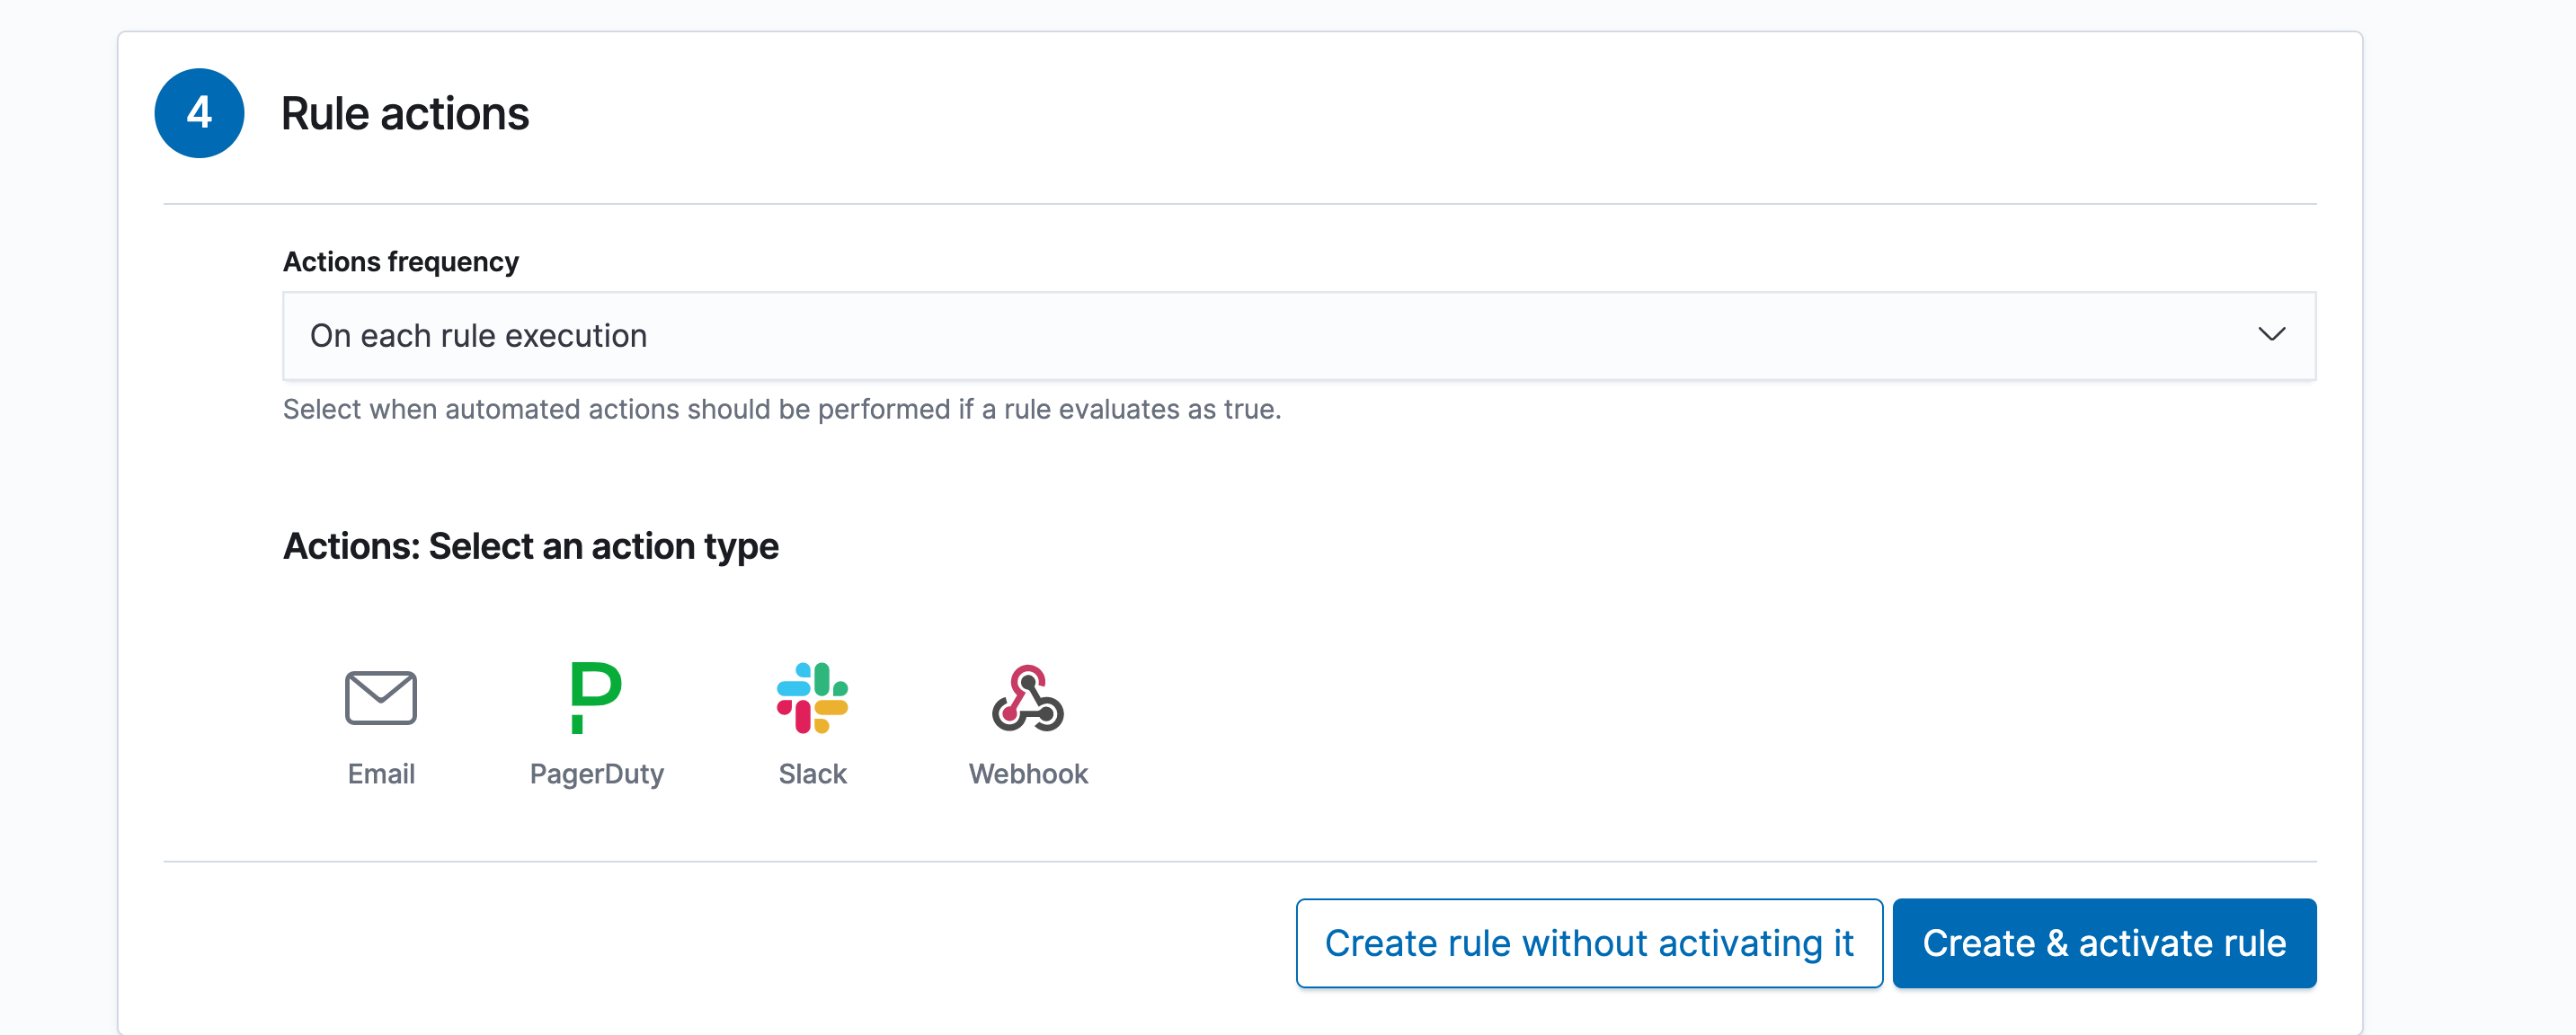 4
Rule actions
Actions frequency
On each rule execution
Select when automated actions should be performed if a rule evaluates as true.
Actions: Select an action type
Email PagerDuty Slack Webhook
Create rule without activating it Create & activate rule